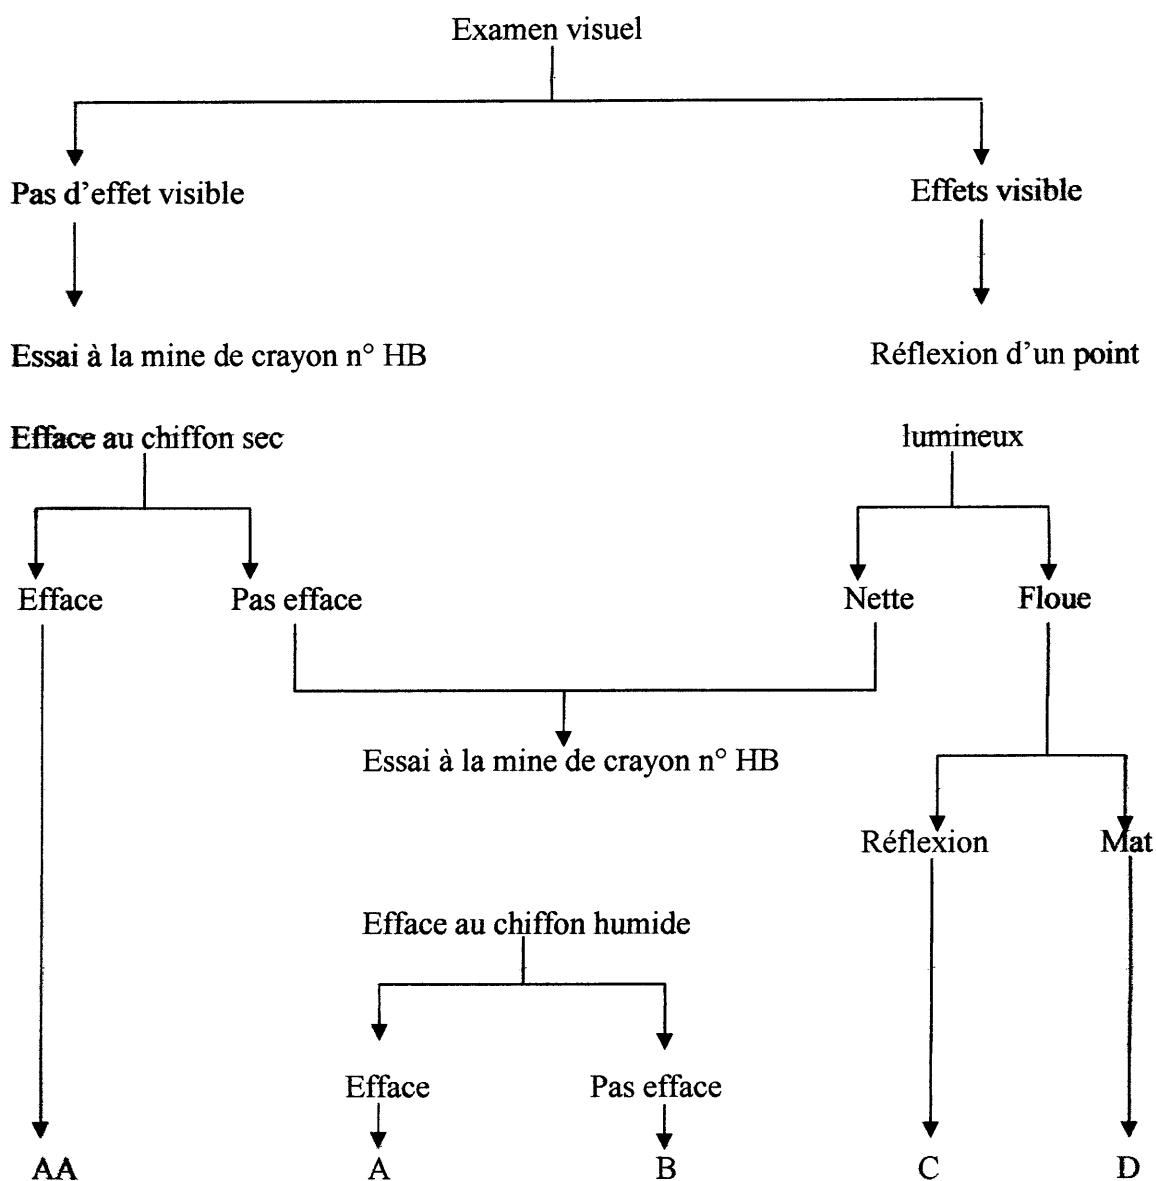 Examen visuel
Pas d'effet visible
Effets visible
Essai à la mine de crayon n° HB
Réflexion d'un point
Efface au chiffon sec
lumineux
Efface
Pas efface
Nette
Floue
Essai à la mine de crayon n° HB
Réflexion
Mat
Efface au chiffon humide
Efface
Pas efface
AA
A
B
C
D